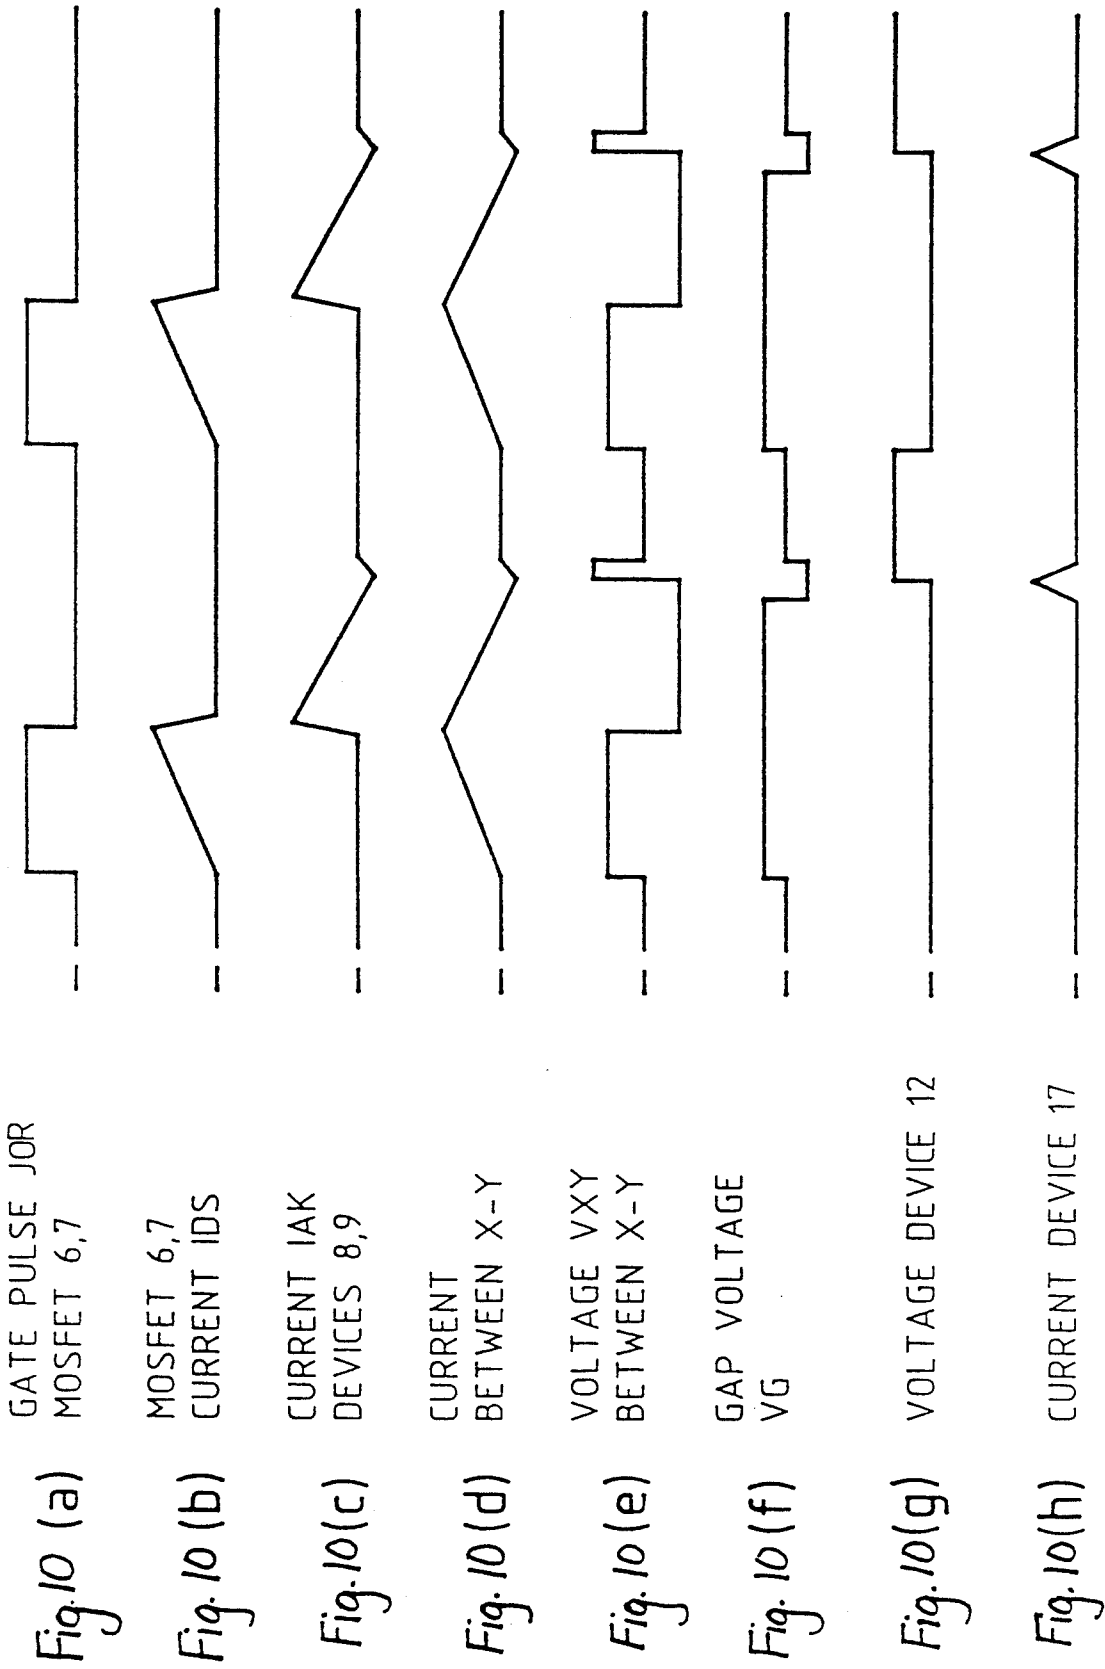 Fig.10 (a)
GATE PULSE JOR
MOSFET 6,7
Fig.10 (b)
MOSFET 6,7
CURRENT IDS
Fig.10(c)
CURRENT IAK
DEVICES 8,9
Fig.10(d)
CURRENT
BETWEEN X-Y
Fig.10(e)
VOLTAGE VXY
BETWEEN X-Y
Fig.10(f)
GAP VOLTAGE
VG
Fig.10(g)
VOLTAGE DEVICE 12
Fig.10(h)
CURRENT DEVICE 17